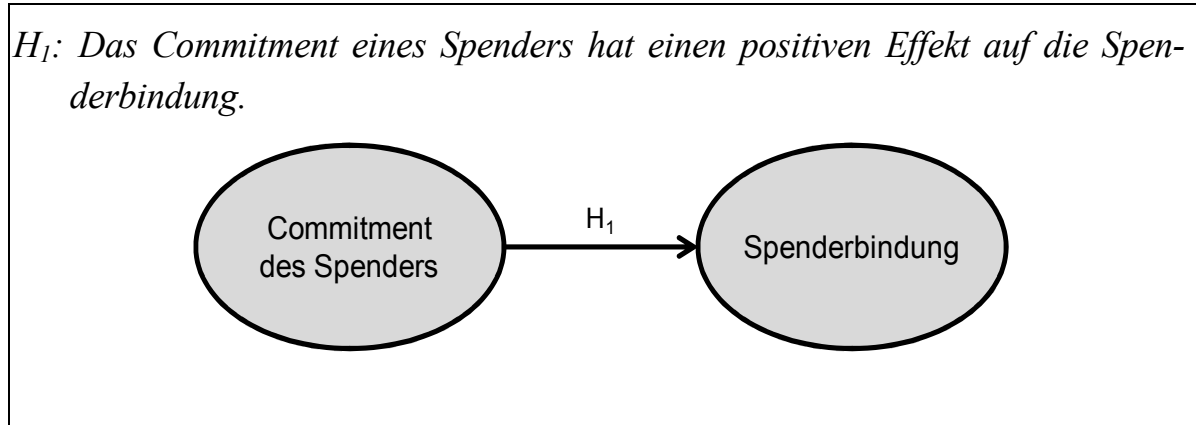 H₁: Das Commitment eines Spenders hat einen positiven Effekt auf die Spen-
derbindung.
H₁
Commitment
des Spenders
Spenderbindung